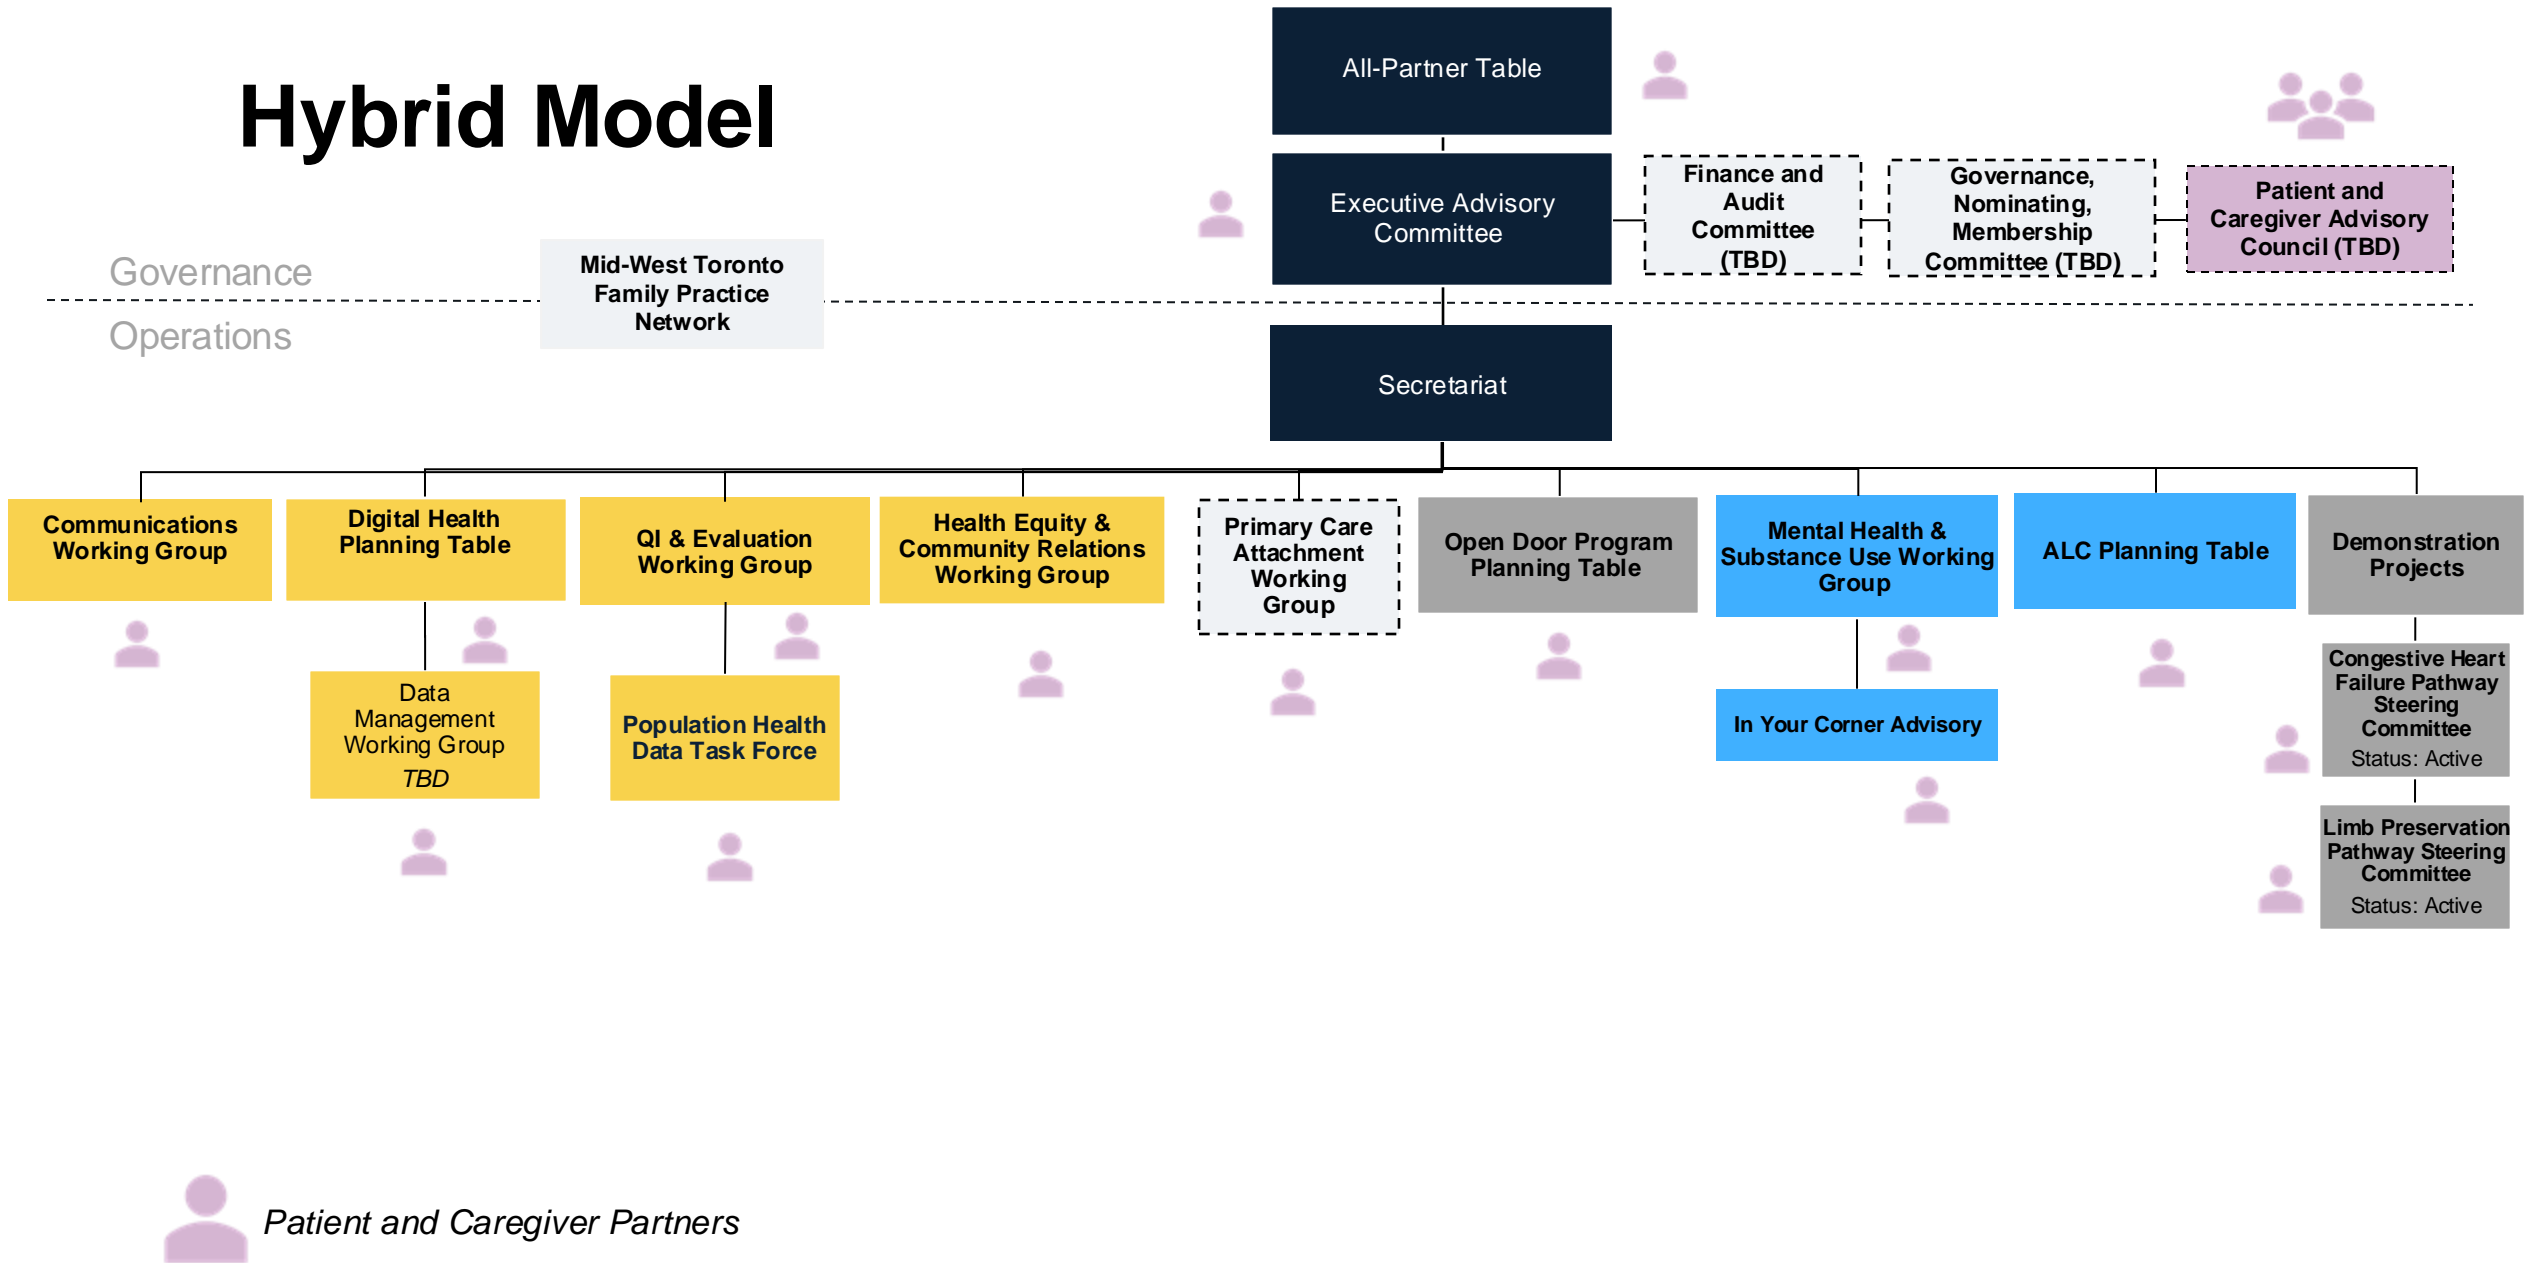 Hybrid Model
All-Partner Table
Executive Advisory
Committee
Finance and
Audit
Committee
(TBD)
Governance,
Nominating,
Membership
Committee (TBD)
Patient and
Caregiver Advisory
Council (TBD)
Governance
Operations
Mid-West Toronto
Family Practice
Network
Secretariat
Communications
Working Group
Digital Health
Planning Table
QI & Evaluation
Working Group
Health Equity &
Community Relations
Working Group
Primary Care
Attachment
Working
Group
Open Door Program
Planning Table
Mental Health &
Substance Use Working
Group
ALC Planning Table
Demonstration
Projects
Data
Management
Working Group
TBD
Population Health
Data Task Force
In Your Corner Advisory
Congestive Heart
Failure Pathway
Steering
Committee
Status: Active
Limb Preservation
Pathway Steering
Committee
Status: Active
Patient and Caregiver Partners